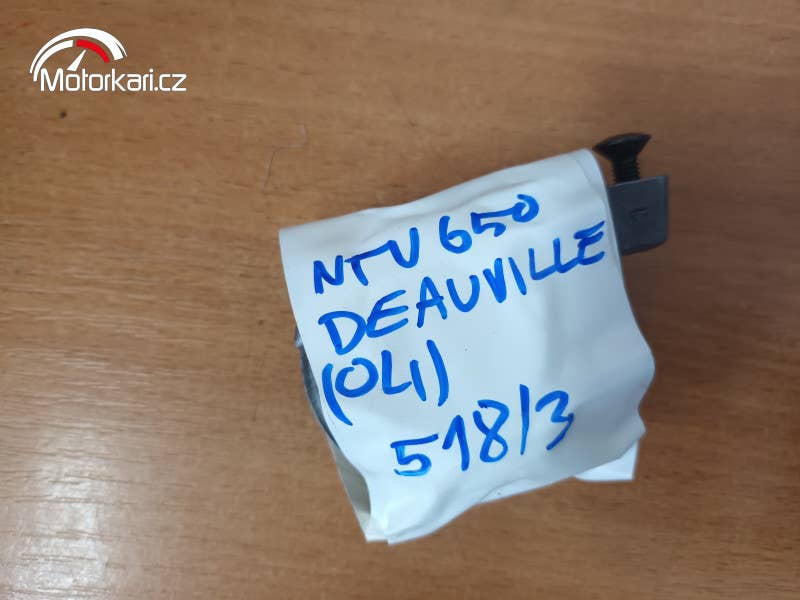 Motorkari.cz
NTV 650
DEAUVILLE
(OLI)
518/3